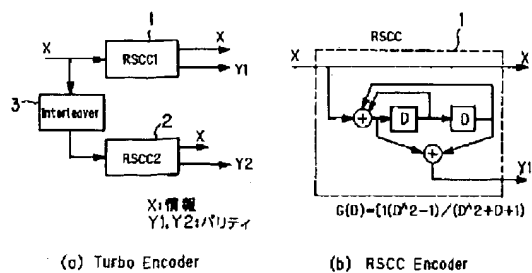 1
X
RSCC1
X
Y1
3
Interleaver
2
RSCC2
X
Y2
X:情報
Y1,Y2:パリティ
(a) Turbo Encoder
RSCC
1
X
X
D
D
Y1
G(D)=[1(D^2-1)/(D^2+D+1)
(b) RSCC Encoder